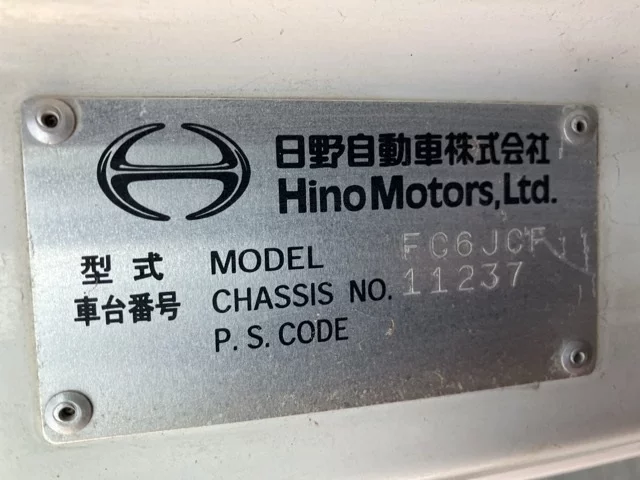 日野自動車株式会社
Hino Motors, Ltd.
型式 MODEL FC6JCF
車台番号 CHASSIS NO. 11237
P. S. CODE